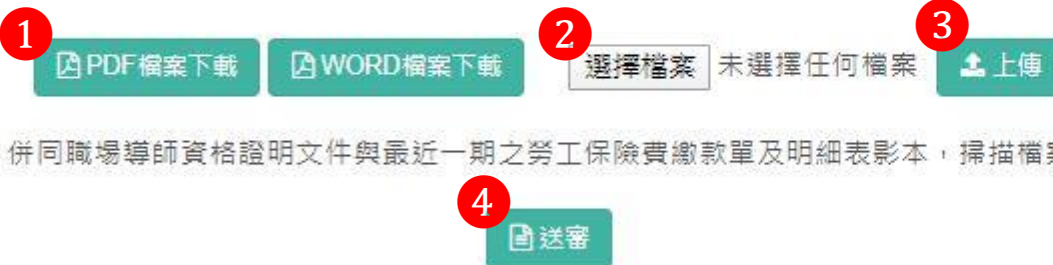 1 PDF檔案下載 WORD檔案下載 2 選擇檔案 未選擇任何檔案 3 上傳
併同職場導師資格證明文件與最近一期之勞工保險費繳款單及明細表影本，掃描檔案
4 送審